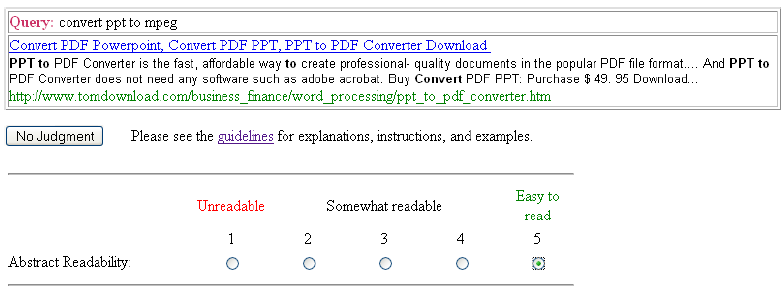 Query: convert ppt to mpeg
Convert PDF Powerpoint, Convert PDF PPT, PPT to PDF Converter Download
PPT to PDF Converter is the fast, affordable way to create professional- quality documents in the popular PDF file format.... And PPT to
PDF Converter does not need any software such as adobe acrobat. Buy Convert PDF PPT: Purchase $ 49. 95 Download...
http://www.tomdownload.com/business_finance/word_processing/ppt_to_pdf_converter.htm
No Judgment Please see the guidelines for explanations, instructions, and examples.
Unreadable Somewhat readable Easy to
read
1 2 3 4 5
Abstract Readability: